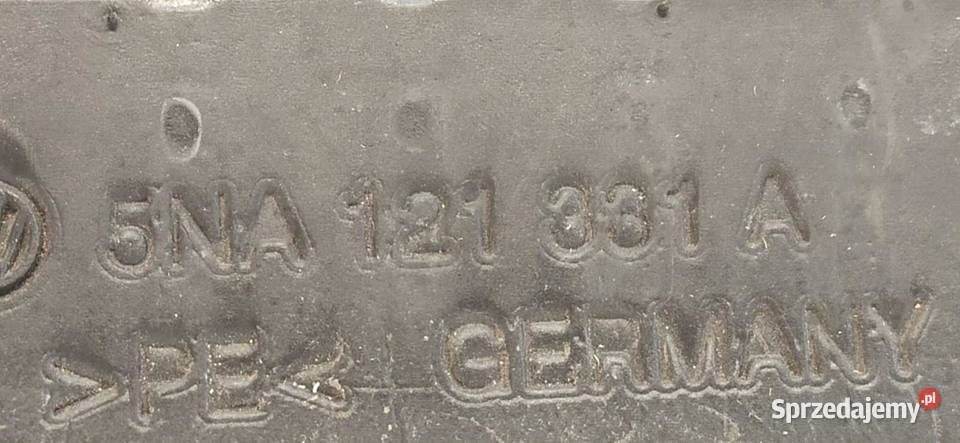 5NA 121 331 A
>PE< GERMANY
Sprzedajemy.pl